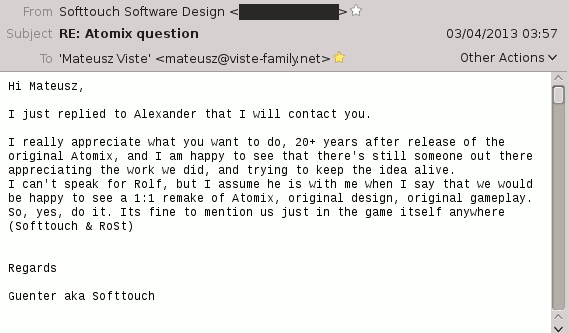 From Softtouch Software Design < >
Subject RE: Atomix question 03/04/2013 03:57
To 'Mateusz Viste' <mateusz@viste-family.net> Other Actions
Hi Mateusz,
I just replied to Alexander that I will contact you.
I really appreciate what you want to do, 20+ years after release of the
original Atomix, and I am happy to see that there's still someone out there
appreciating the work we did, and trying to keep the idea alive.
I can't speak for Rolf, but I assume he is with me when I say that we would
be happy to see a 1:1 remake of Atomix, original design, original gameplay.
So, yes, do it. Its fine to mention us just in the game itself anywhere
(Softtouch & RoSt)
Regards
Guenter aka Softtouch